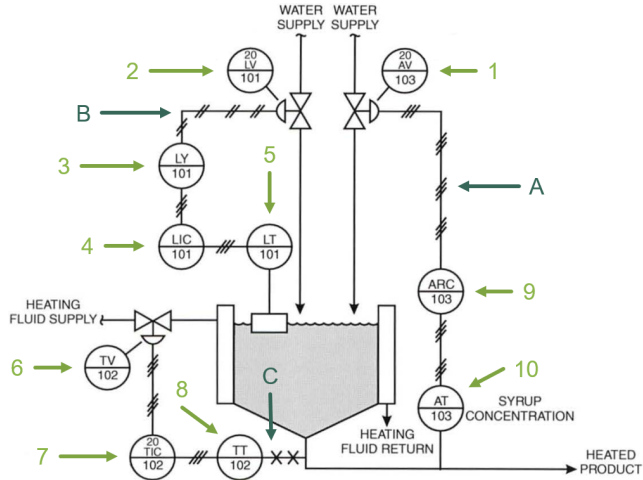 WATER
SUPPLY
WATER
SUPPLY
2
20
LV
101
20
AV
103
1
B
5
3
LY
101
A
4
LIC
101
LT
101
HEATING
FLUID SUPPLY
ARC
103
9
6
TV
102
8
C
10
AT
103
SYRUP
CONCENTRATION
7
20
TIC
102
TT
102
HEATING
FLUID RETURN
HEATED
PRODUCT